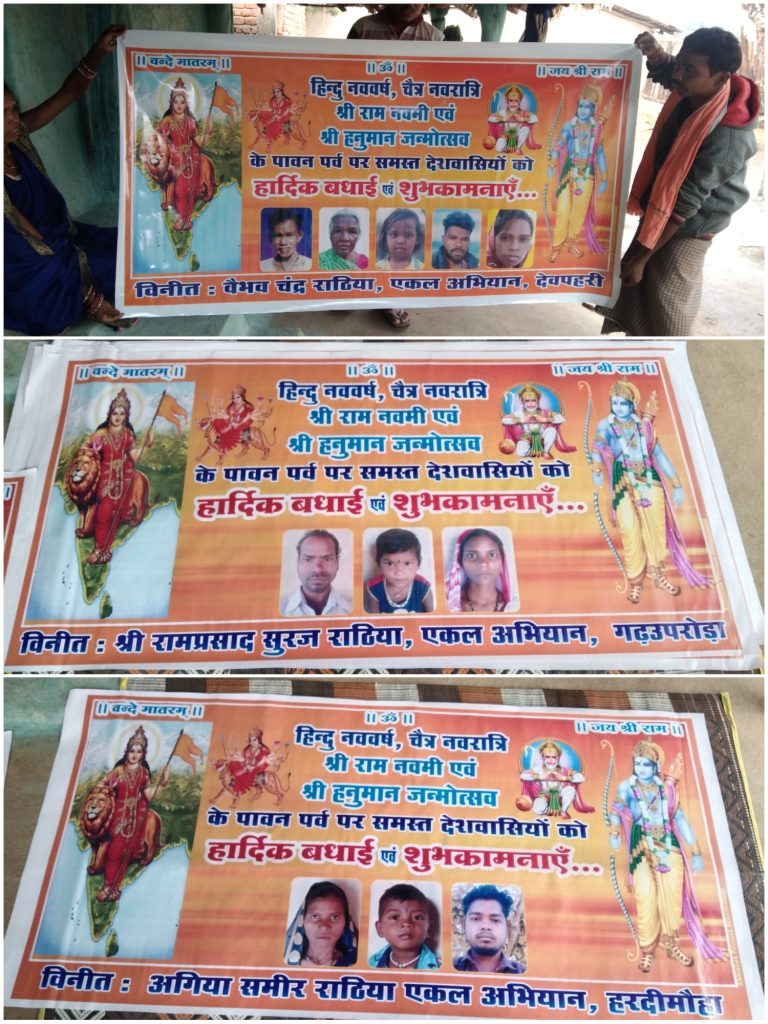 || वन्दे मातरम् ||
|| ॐ ||
|| जय श्री राम ||
हिन्दु नववर्ष, चैत्र नवरात्रि
श्री राम नवमी एवं
श्री हनुमान जन्मोत्सव
के पावन पर्व पर समस्त देशवासियों को
हार्दिक बधाई एवं शुभकामनाएँ...
विनीत : वैभव चंद्र राठिया, एकल अभियान, देवपहरी
|| वन्दे मातरम् ||
|| ॐ ||
|| जय श्री राम ||
हिन्दु नववर्ष, चैत्र नवरात्रि
श्री राम नवमी एवं
श्री हनुमान जन्मोत्सव
के पावन पर्व पर समस्त देशवासियों को
हार्दिक बधाई एवं शुभकामनाएँ...
विनीत : श्री रामप्रसाद सुरज राठिया, एकल अभियान, गढ़उपरोड़ा
|| वन्दे मातरम् ||
|| ॐ ||
|| जय श्री राम ||
हिन्दु नववर्ष, चैत्र नवरात्रि
श्री राम नवमी एवं
श्री हनुमान जन्मोत्सव
के पावन पर्व पर समस्त देशवासियों को
हार्दिक बधाई एवं शुभकामनाएँ...
विनीत : अगिया समीर राठिया एकल अभियान, हरदीमौहा